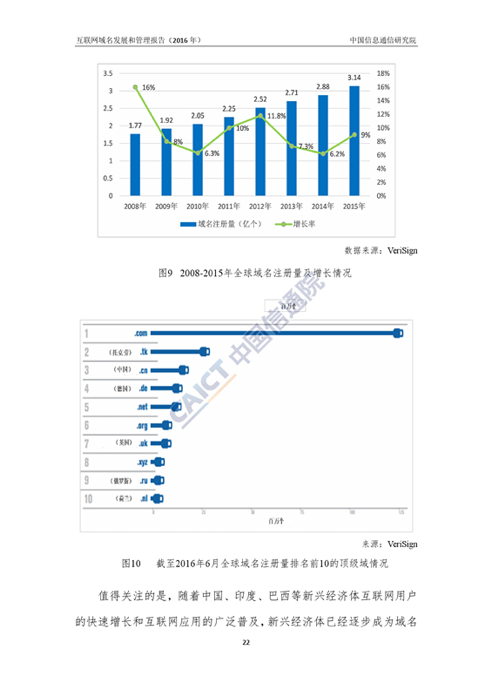 互联网域名发展和管理报告（2016 年）
中国信息通信研究院
3.5
3
2.5
2
1.5
1
0.5
0
18%
16%
14%
12%
10%
8%
6%
4%
2%
0%
1.77
1.92
2.05
2.25
2.52
2.71
2.88
3.14
16%
8%
6.3%
10%
11.8%
7.3%
6.2%
9%
2008年 2009年 2010年 2011年 2012年 2013年 2014年 2015年
域名注册量（亿个） 增长率
数据来源：VeriSign
图9 2008-2015年全球域名注册量及增长情况
百万个
1 .com
2 （托克劳） .tk
3 （中国） .cn
4 （德国） .de
5 .net
6 .org
7 （英国） .uk
8 .xyz
9 （俄罗斯） .ru
10 （荷兰） .nl
0 25 50 75 100 125
百万个
CAICT 中国信通院
来源：VeriSign
图10 截至2016年6月全球域名注册量排名前10的顶级域情况
值得关注的是，随着中国、印度、巴西等新兴经济体互联网用户
的快速增长和互联网应用的广泛普及，新兴经济体已经逐步成为域名
22